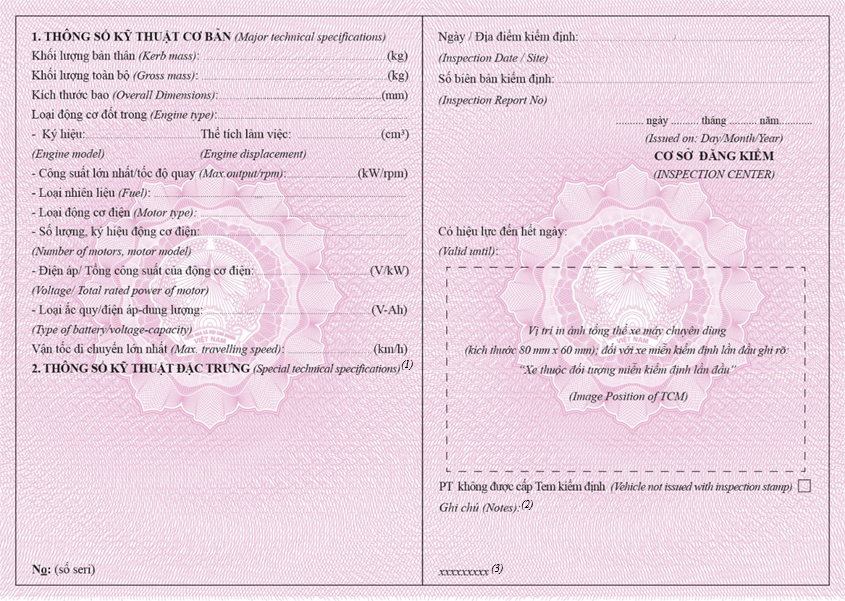 1. THÔNG SỐ KỸ THUẬT CƠ BẢN (Major technical specifications)
Khối lượng bản thân (Kerb mass): (kg)
Khối lượng toàn bộ (Gross mass): (kg)
Kích thước bao (Overall Dimensions): (mm)
Loại động cơ đốt trong (Engine type):
- Ký hiệu: Thể tích làm việc: (cm³)
(Engine model) (Engine displacement)
- Công suất lớn nhất/tốc độ quay (Max.output/rpm): (kW/rpm)
- Loại nhiên liệu (Fuel):
- Loại động cơ điện (Motor type):
- Số lượng, ký hiệu động cơ điện:
(Number of motors, motor model)
- Điện áp/ Tổng công suất của động cơ điện: (V/kW)
(Voltage/ Total rated power of motor)
- Loại ắc quy/điện áp-dung lượng: (V-Ah)
(Type of battery/voltage-capacity)
Vận tốc di chuyển lớn nhất (Max. travelling speed): (km/h)
2. THÔNG SỐ KỸ THUẬT ĐẶC TRƯNG (Special technical specifications)(1)
VIỆT NAM
No: (số seri)
Ngày / Địa điểm kiểm định:
(Inspection Date / Site)
Số biên bản kiểm định:
(Inspection Report No)
......... ngày ......... tháng ......... năm...........
(Issued on: Day/Month/Year)
CƠ SỞ ĐĂNG KIỂM
(INSPECTION CENTER)
Có hiệu lực đến hết ngày:
(Valid until):
Vị trí in ảnh tổng thể xe máy chuyên dùng
(kích thước 80 mm x 60 mm); đối với xe miễn kiểm định lần đầu ghi rõ:
"Xe thuộc đối tượng miễn kiểm định lần đầu"
(Image Position of TCM)
PT không được cấp Tem kiểm định (Vehicle not issued with inspection stamp)
Ghi chú (Notes):(2)
xxxxxxxxx (3)